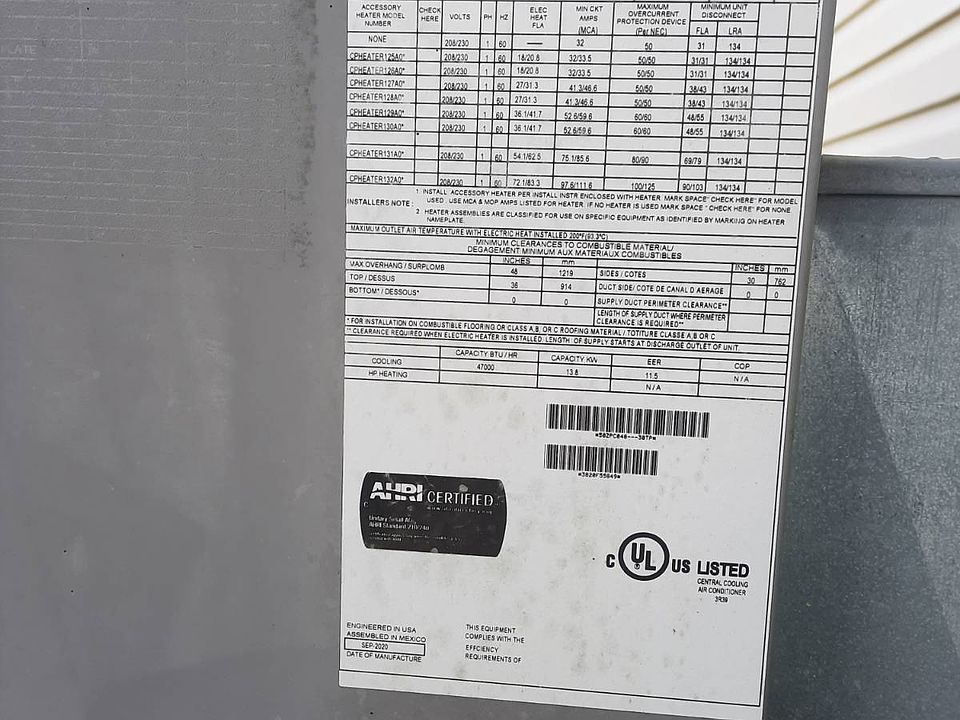 ACCESSORY HEATER MODEL NUMBER CHECK HERE VOLTS PH HZ ELEC HEAT FLA MIN CKT AMPS (MCA) MAXIMUM OVERCURRENT PROTECTION DEVICE (Per NEC) MINIMUM UNIT DISCONNECT FLA LRA
NONE 208/230 1 60 — 32 50 31 134
CPHEATER125A0* 208/230 1 60 18/20.8 32/33.5 50/50 31/31 134/134
CPHEATER126A0* 208/230 1 60 18/20.8 32/33.5 50/50 31/31 134/134
CPHEATER127A0* 208/230 1 60 27/31.3 41.3/46.6 50/50 38/43 134/134
CPHEATER128A0* 208/230 1 60 27/31.3 41.3/46.6 50/50 38/43 134/134
CPHEATER129A0* 208/230 1 60 36.1/41.7 52.6/59.6 60/60 48/55 134/134
CPHEATER130A0* 208/230 1 60 36.1/41.7 52.6/59.6 60/60 48/55 134/134
CPHEATER131A0* 208/230 1 60 54.1/62.5 75.1/85.6 80/90 69/79 134/134
CPHEATER132A0* 208/230 1 60 72.1/83.3 97.6/111.6 100/125 90/103 134/134
INSTALLERS NOTE :
1. INSTALL ACCESSORY HEATER PER INSTALL INSTR ENCLOSED WITH HEATER. MARK SPACE" CHECK HERE" FOR MODEL
USED . USE MCA & MOP AMPS LISTED FOR HEATER. IF NO HEATER IS USED MARK SPACE " CHECK HERE" FOR NONE.
2. HEATER ASSEMBLIES ARE CLASSIFIED FOR USE ON SPECIFIC EQUIPMENT AS IDENTIFIED BY MARKING ON HEATER
NAMEPLATE.
MAXIMUM OUTLET AIR TEMPERATURE WITH ELECTRIC HEAT INSTALLED 200°F(93.3°C)
MINIMUM CLEARANCES TO COMBUSTIBLE MATERIAL/
DEGAGEMENT MINIMUM AUX MATERIAUX COMBUSTIBLES
INCHES mm INCHES mm
MAX OVERHANG / SURPLOMB 48 1219 SIDES / COTES 30 762
TOP / DESSUS 36 914 DUCT SIDE/ COTE DE CANAL D'AERAGE 0 0
BOTTOM* / DESSOUS* 0 0 SUPPLY DUCT PERIMETER CLEARANCE**
LENGTH OF SUPPLY DUCT WHERE PERIMETER
CLEARANCE IS REQUIRED**
* FOR INSTALLATION ON COMBUSTIBLE FLOORING OR CLASS A,B, OR C ROOFING MATERIAL / TOTITURE CLASSE A,B OR C
** CLEARANCE REQUIRED WHEN ELECTRIC HEATER IS INSTALLED. LENGTH OF SUPPLY STARTS AT DISCHARGE OUTLET OF UNIT.
CAPACITY BTU / HR CAPACITY KW EER COP
COOLING 47000 13.8 11.5 N/A
HP HEATING N/A
*50ZPC048---30TP*
*3820F55849*
AHRI CERTIFIED
Unitary Small AC
AHRI Standard 210/240
C UL US LISTED
CENTRAL COOLING
AIR CONDITIONER
3R39
ENGINEERED IN USA
ASSEMBLED IN MEXICO
SEP-2020
DATE OF MANUFACTURE
THIS EQUIPMENT
COMPLIES WITH THE
EFFCIENCY
REQUIREMENTS OF